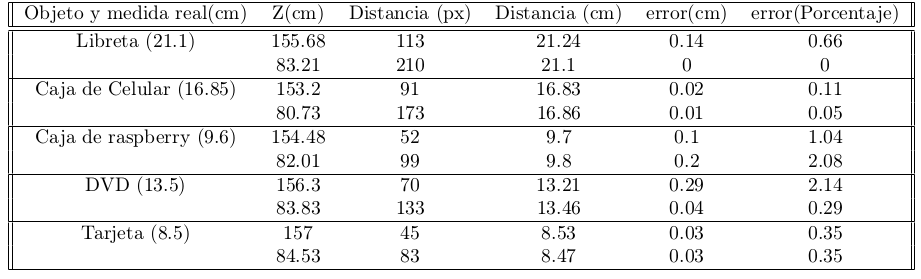 Objeto y medida real(cm) Z(cm) Distancia (px) Distancia (cm) error(cm) error(Porcentaje)
Libreta (21.1) 155.68 113 21.24 0.14 0.66
83.21 210 21.1 0 0
Caja de Celular (16.85) 153.2 91 16.83 0.02 0.11
80.73 173 16.86 0.01 0.05
Caja de raspberry (9.6) 154.48 52 9.7 0.1 1.04
82.01 99 9.8 0.2 2.08
DVD (13.5) 156.3 70 13.21 0.29 2.14
83.83 133 13.46 0.04 0.29
Tarjeta (8.5) 157 45 8.53 0.03 0.35
84.53 83 8.47 0.03 0.35